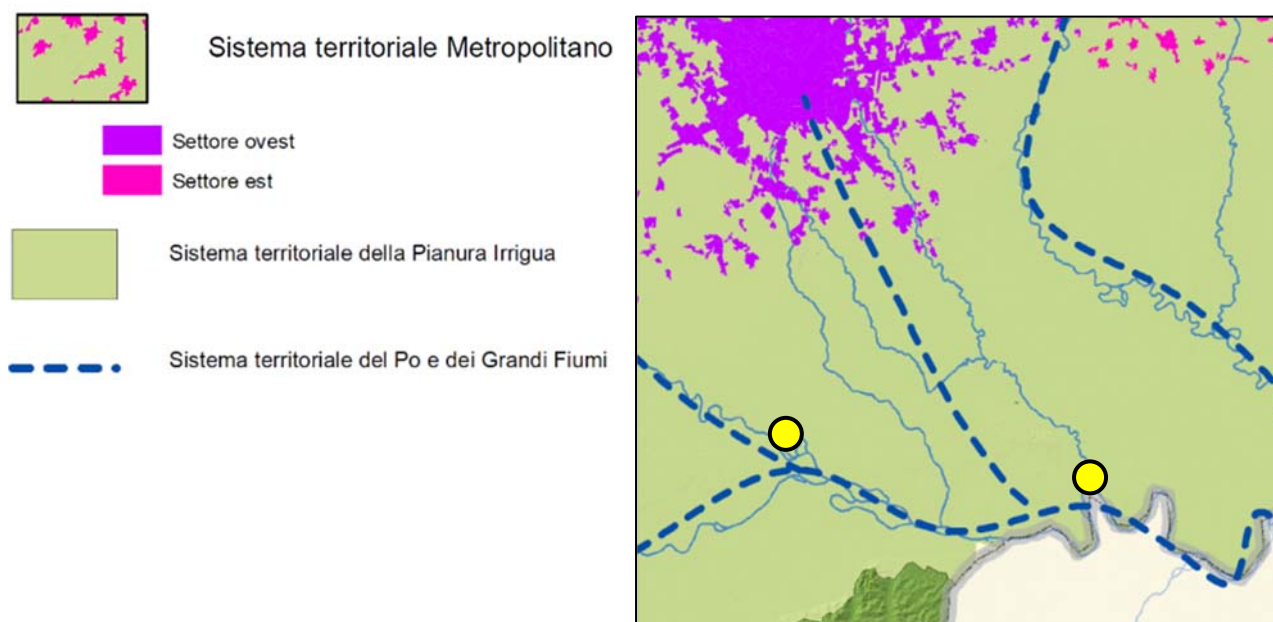 Sistema territoriale Metropolitano
Settore ovest
Settore est
Sistema territoriale della Pianura Irrigua
Sistema territoriale del Po e dei Grandi Fiumi